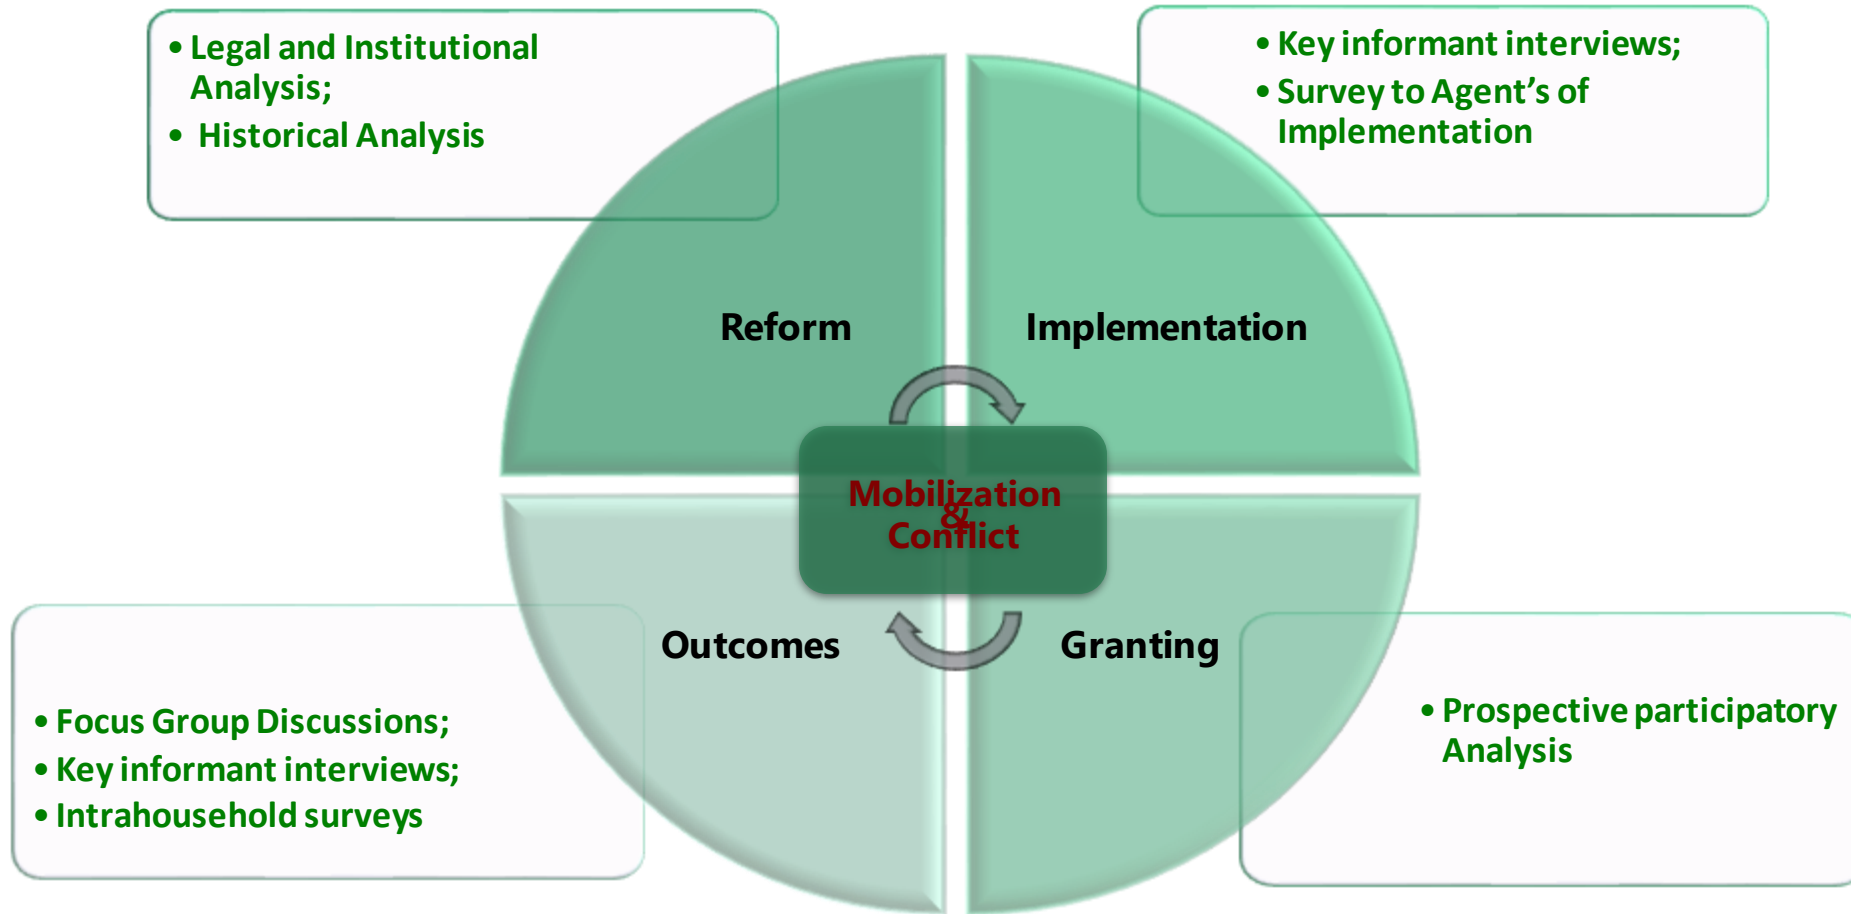 • Legal and Institutional
Analysis;
• Historical Analysis
• Key informant interviews;
• Survey to Agent’s of
Implementation
Reform
Implementation
Mobilization
&
Conflict
Outcomes
Granting
• Focus Group Discussions;
• Key informant interviews;
• Intrahousehold surveys
• Prospective participatory
Analysis